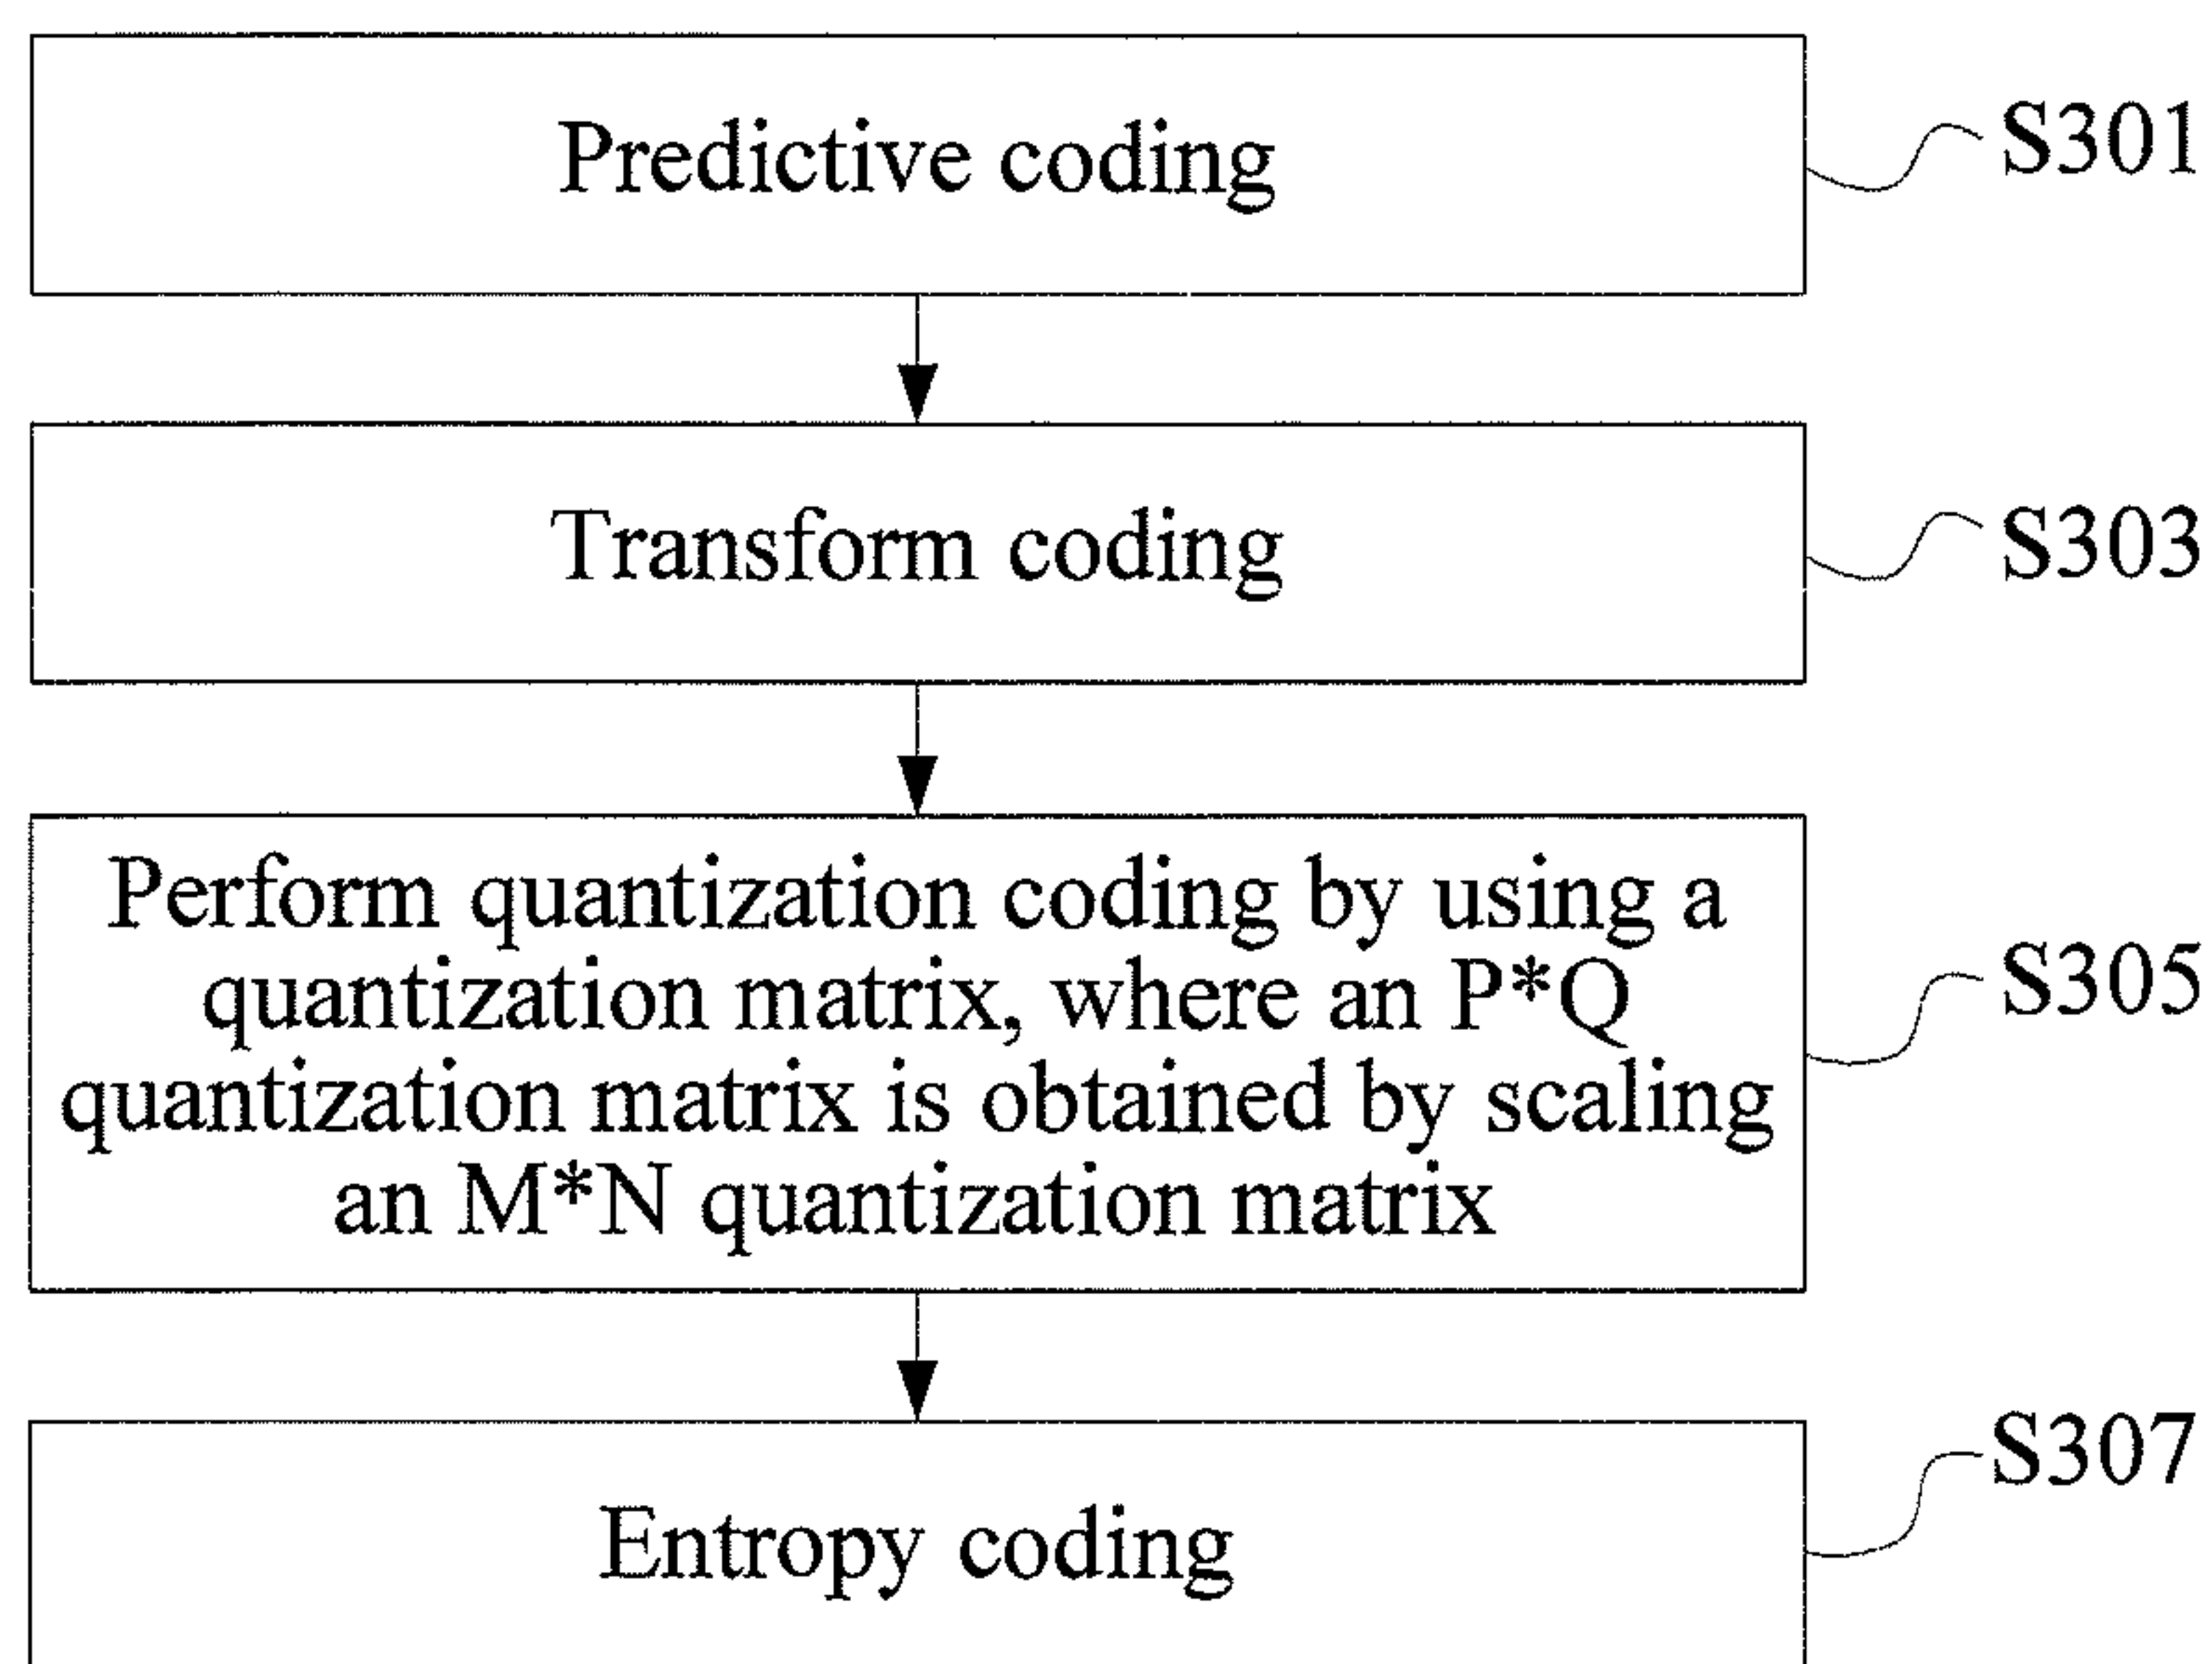 Predictive coding
S301
Transform coding
S303
Perform quantization coding by using a
quantization matrix, where an P*Q
quantization matrix is obtained by scaling
an M*N quantization matrix
S305
Entropy coding
S307